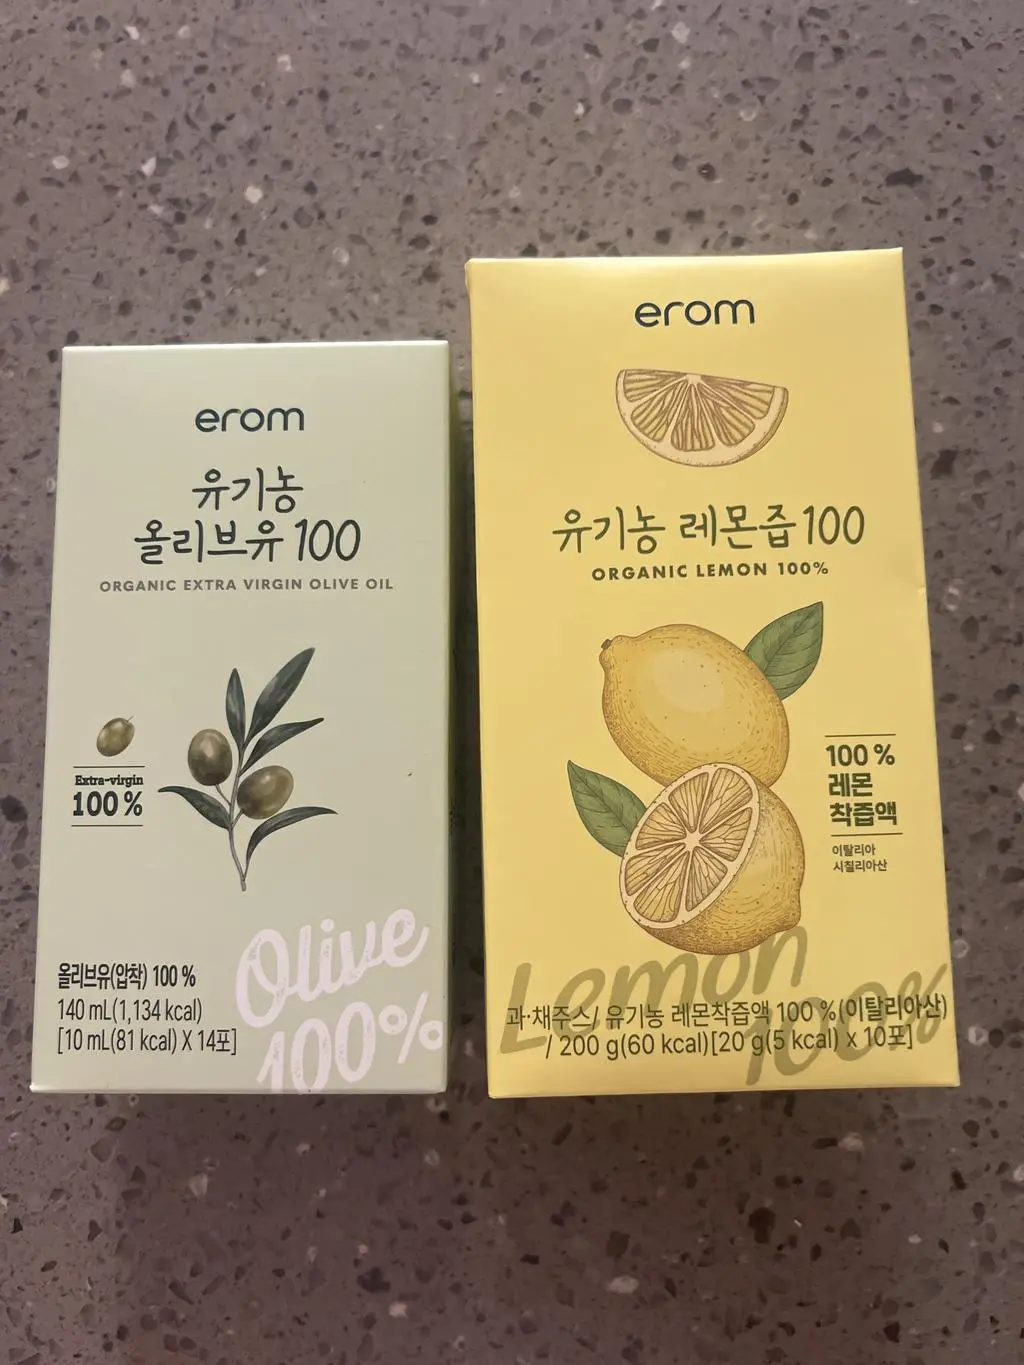 erom
유기농
올리브유 100
ORGANIC EXTRA VIRGIN OLIVE OIL
Extra-virgin
100 %
Olive
100%
올리브유(압착) 100 %
140 mL(1,134 kcal)
[10 mL(81 kcal) X 14포]
erom
유기농 레몬즙 100
ORGANIC LEMON 100%
100 %
레몬
착즙액
이탈리아
시칠리아산
Lemon
100%
과·채주스/ 유기농 레몬착즙액 100 %(이탈리아산)
/ 200 g(60 kcal)[20 g(5 kcal) x 10포]